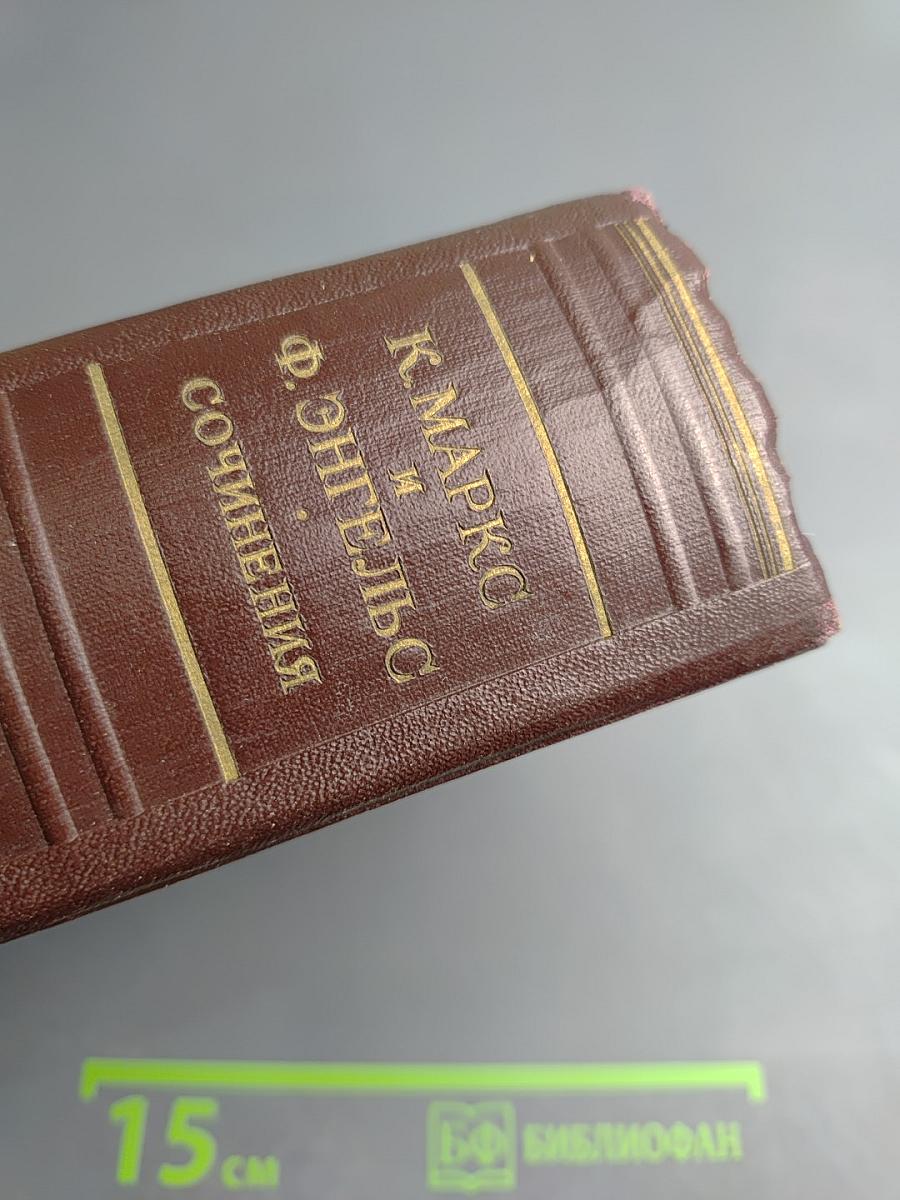 К. МАРКС
и
Ф. ЭНГЕЛЬС
СОЧИНЕНИЯ
15 см
БФ БИБЛИОФАН